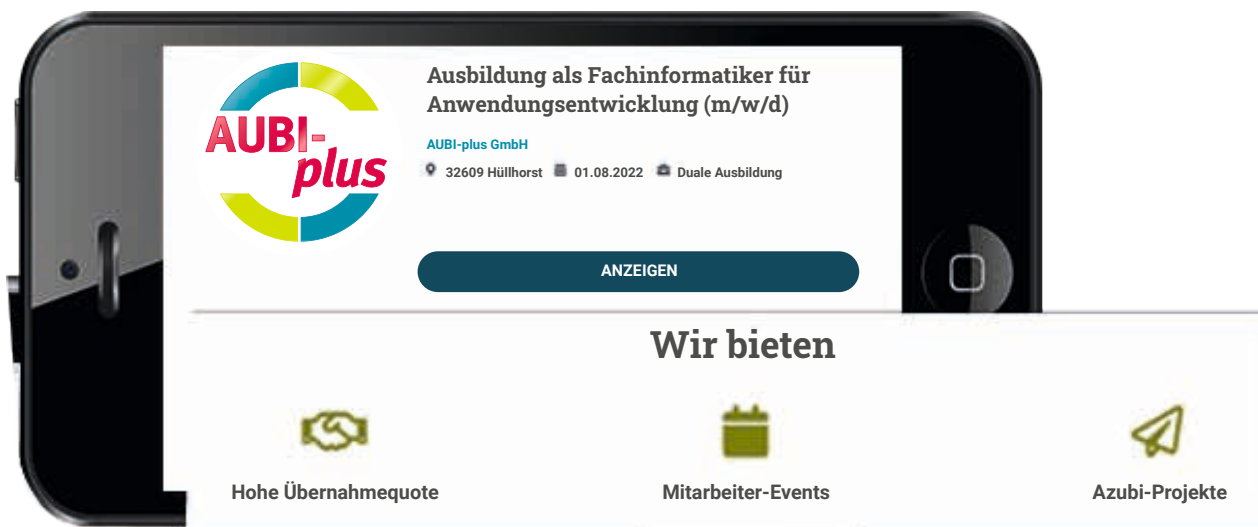 AUBI-
plus
Ausbildung als Fachinformatiker für
Anwendungsentwicklung (m/w/d)
AUBI-plus GmbH
32609 Hüllhorst 01.08.2022 Duale Ausbildung
ANZEIGEN
Wir bieten
Hohe Übernahmequote Mitarbeiter-Events Azubi-Projekte